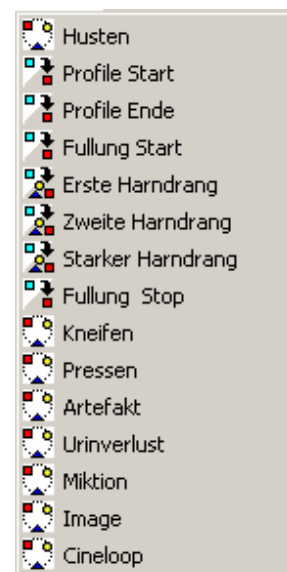 Husten
Profile Start
Profile Ende
Fullung Start
Erste Harndrang
Zweite Harndrang
Starker Harndrang
Fullung  Stop
Kneifen
Pressen
Artefakt
Urinverlust
Miktion
Image
Cineloop